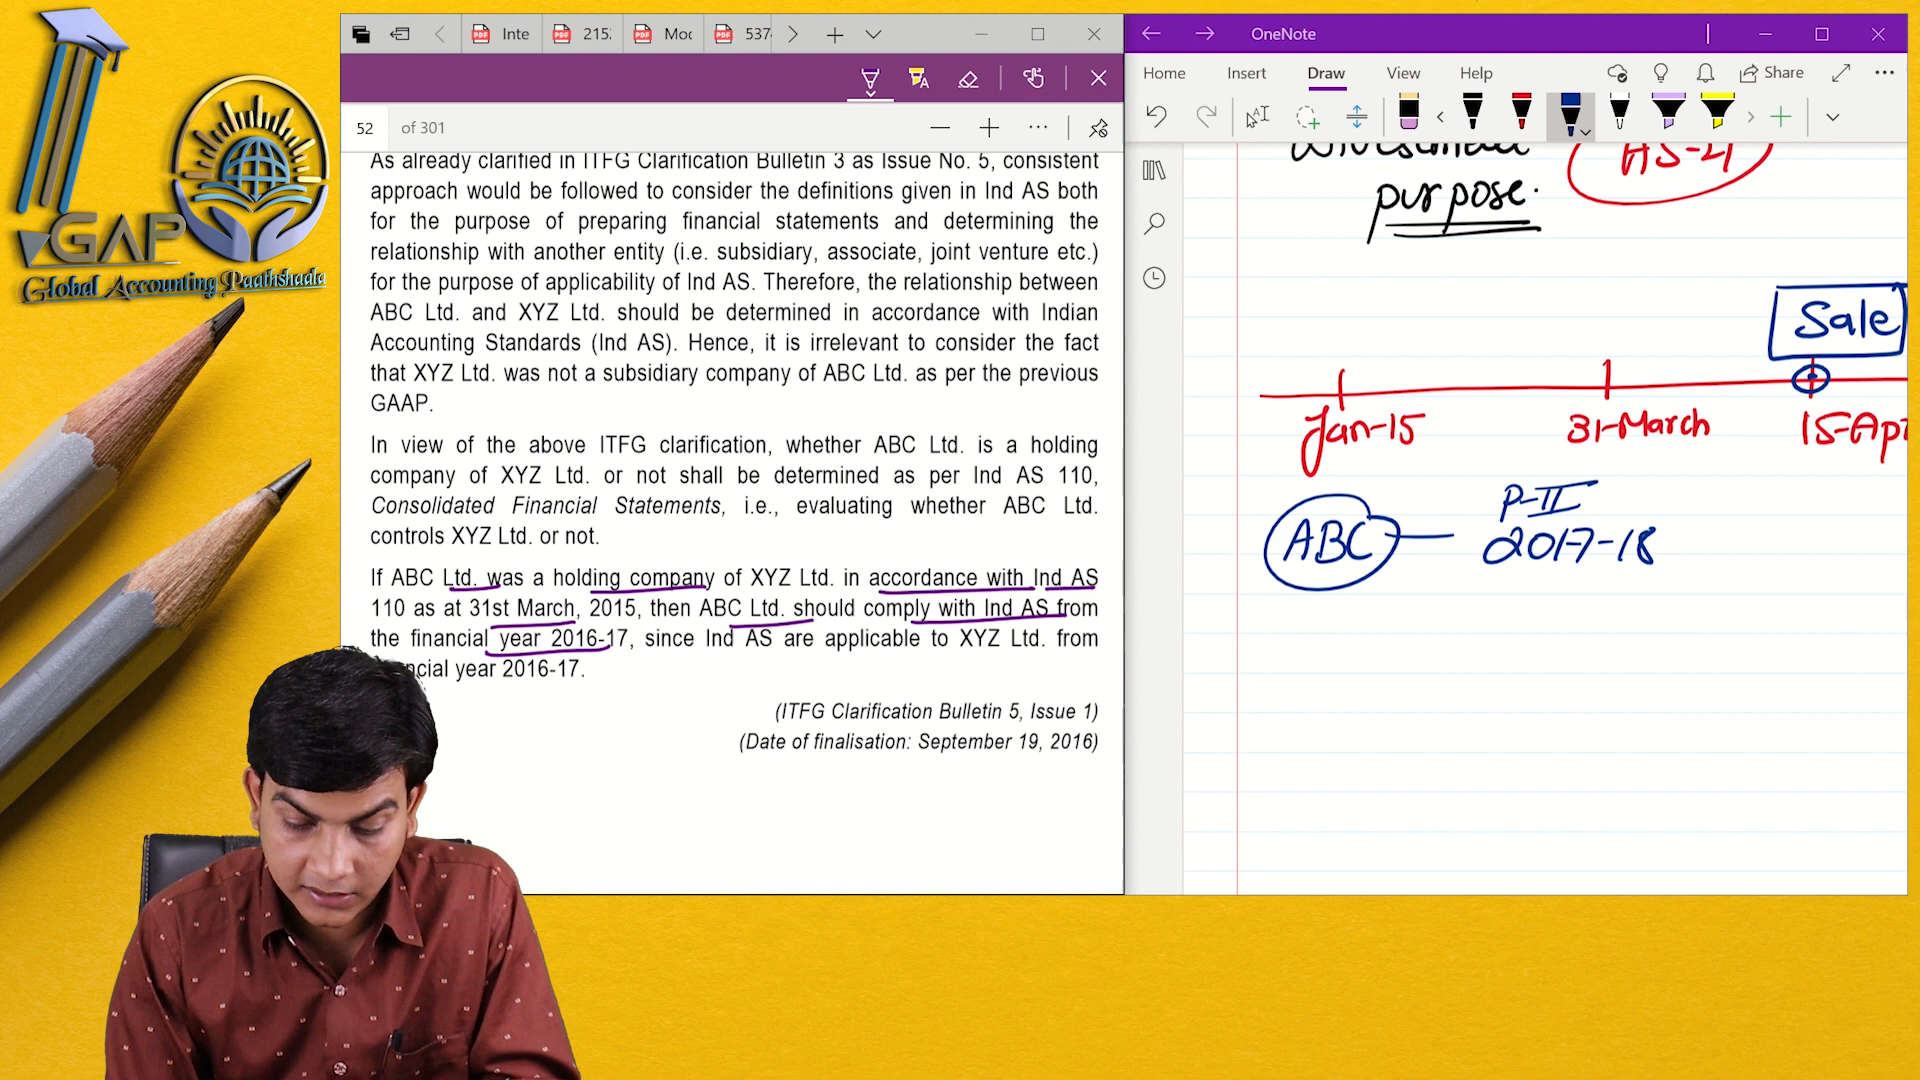 GAP
Global Accounting Paathshala
Inte
215
Moc
537
52 of 301
As already clarified in ITFG Clarification Bulletin 3 as Issue No. 5, consistent
approach would be followed to consider the definitions given in Ind AS both
for the purpose of preparing financial statements and determining the
relationship with another entity (i.e. subsidiary, associate, joint venture etc.)
for the purpose of applicability of Ind AS. Therefore, the relationship between
ABC Ltd. and XYZ Ltd. should be determined in accordance with Indian
Accounting Standards (Ind AS). Hence, it is irrelevant to consider the fact
that XYZ Ltd. was not a subsidiary company of ABC Ltd. as per the previous
GAAP.
In view of the above ITFG clarification, whether ABC Ltd. is a holding
company of XYZ Ltd. or not shall be determined as per Ind AS 110,
Consolidated Financial Statements, i.e., evaluating whether ABC Ltd.
controls XYZ Ltd. or not.
If ABC Ltd. was a holding company of XYZ Ltd. in accordance with Ind AS
110 as at 31st March, 2015, then ABC Ltd. should comply with Ind AS from
the financial year 2016-17, since Ind AS are applicable to XYZ Ltd. from
ncial year 2016-17.
(ITFG Clarification Bulletin 5, Issue 1)
(Date of finalisation: September 19, 2016)
OneNote
Home Insert Draw View Help Share
AS-21
purpose.
Sale
Jan-15 31-March 15-Ap
P-II
ABC — 2017-18